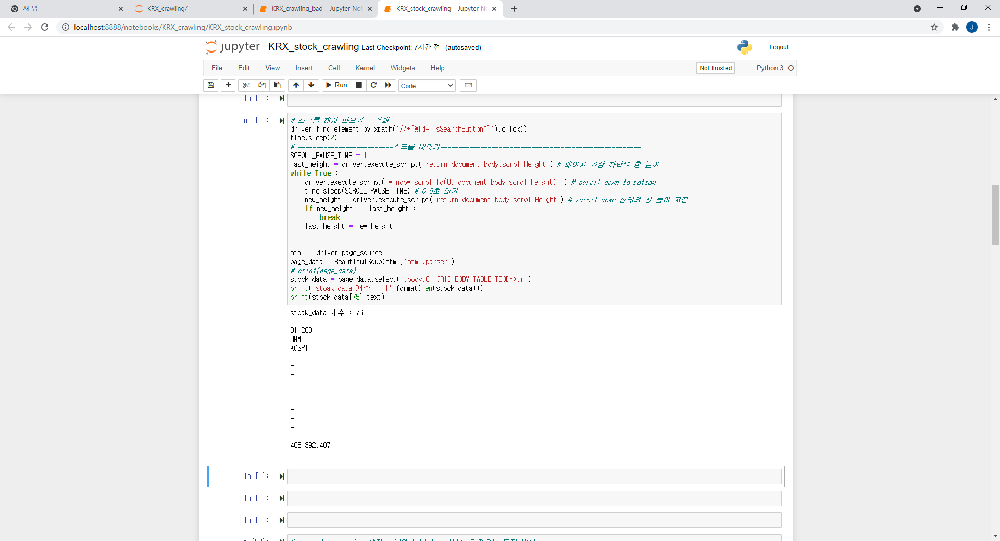 새 탭
KRX_crawling/
KRX_crawling_bad - Jupyter Not
KRX_stock_crawling - Jupyter No
localhost:8888/notebooks/KRX_crawling/KRX_stock_crawling.ipynb
J
jupyter KRX_stock_crawling Last Checkpoint: 7시간 전 (autosaved)
Logout
File Edit View Insert Cell Kernel Widgets Help
Not Trusted
Python 3
Run
Code
In [ ]:
In [11]:
# 스크롤 해서 따오기 - 실패
driver.find_element_by_xpath('//*[@id="jsSearchButton"]').click()
time.sleep(2)
# ==========================스크롤 내리기=======================================================
SCROLL_PAUSE_TIME = 1
last_height = driver.execute_script("return document.body.scrollHeight") # 페이지 가장 하단의 창 높이
while True :
    driver.execute_script("window.scrollTo(0, document.body.scrollHeight);") # scroll down to bottom
    time.sleep(SCROLL_PAUSE_TIME) # 0.5초 대기
    new_height = driver.execute_script("return document.body.scrollHeight") # scroll down 상태의 창 높이 저장
    if new_height == last_height :
        break
    last_height = new_height
html = driver.page_source
page_data = BeautifulSoup(html,'html.parser')
# print(page_data)
stock_data = page_data.select('tbody.CI-GRID-BODY-TABLE-TBODY>tr')
print('stoak_data 개수 : {}'.format(len(stock_data)))
print(stock_data[75].text)
stoak_data 개수 : 76
011200
HMM
KOSPI
-
-
-
-
-
-
-
-
-
405,392,487
In [ ]:
In [ ]:
In [ ]: